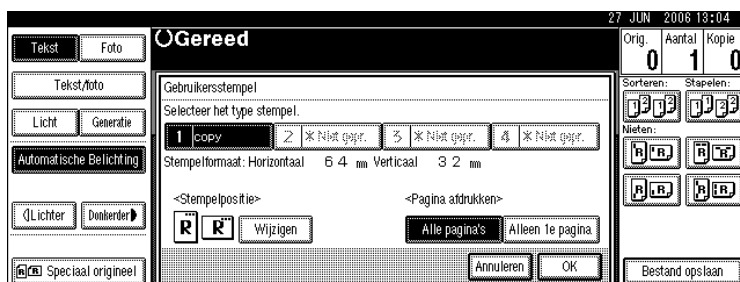 27 JUN 2006 13:04
Tekst Foto
Gereed
Orig. Aantal Kopie
0 1 0
Tekst/foto
Licht Generatie
Automatische Belichting
Lichter Donkerder
Speciaal origineel
Gebruikersstempel
Selecteer het type stempel.
1 copy 2 * Niet gepr. 3 * Niet gepr. 4 * Niet gepr.
Stempelformaat: Horizontaal 64 mm Verticaal 32 mm
<Stempelpositie> <Pagina afdrukken>
R R Wijzigen Alle pagina's Alleen 1e pagina
Annuleren OK
Sorteren: Stapelen:
Nieten:
Bestand opslaan